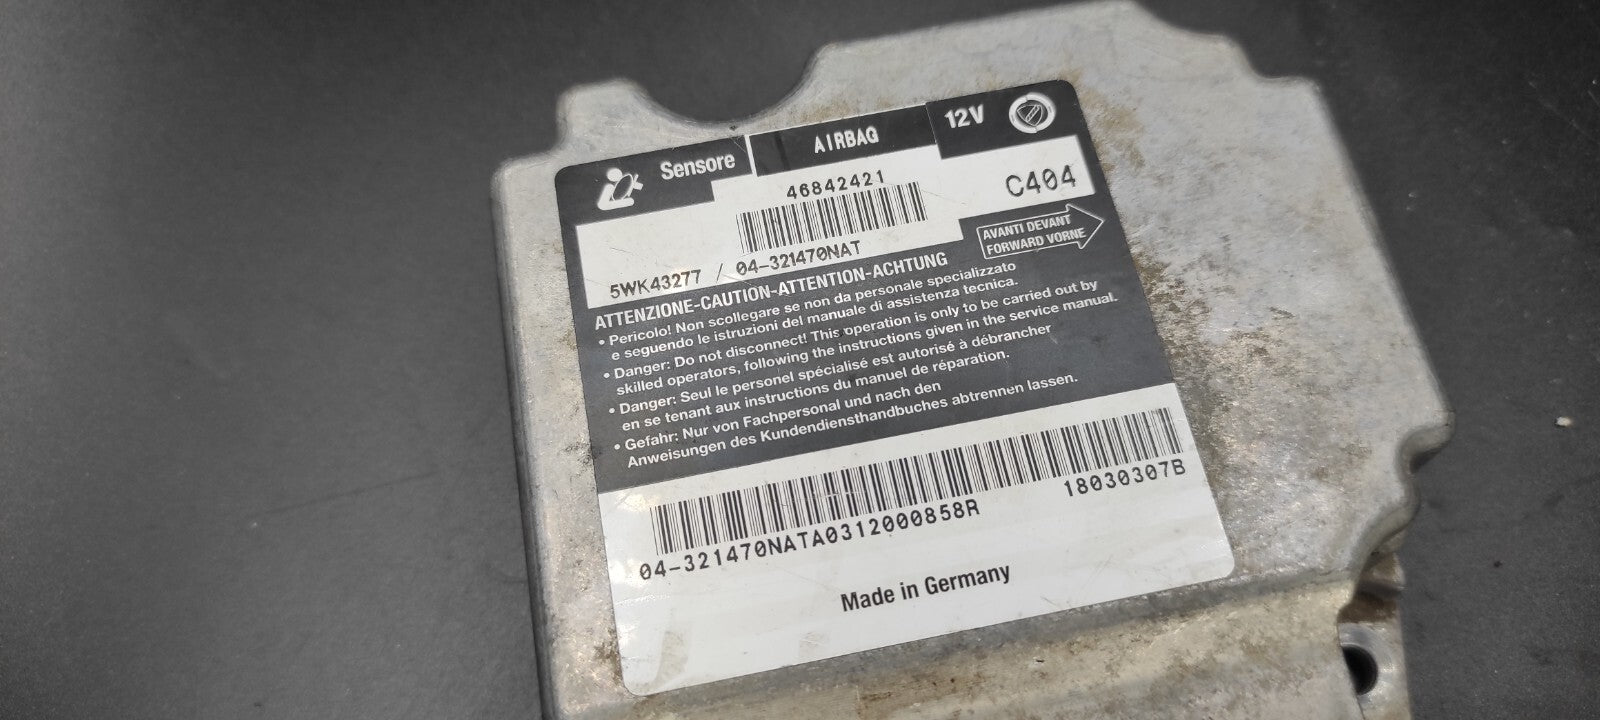 Sensore
AIRBAG
12V
46842421
C404
5WK43277 / 04-321470NAT
AVANTI DEVANT
FORWARD VORNE
ATTENZIONE-CAUTION-ATTENTION-ACHTUNG
• Pericolo! Non scollegare se non da personale specializzato
e seguendo le istruzioni del manuale di assistenza tecnica.
• Danger: Do not disconnect! This operation is only to be carried out by
skilled operators, following the instructions given in the service manual.
• Danger: Seul le personel spécialisé est autorisé à débrancher
en se tenant aux instructions du manuel de réparation.
• Gefahr: Nur von Fachpersonal und nach den
Anweisungen des Kundendiensthandbuches abtrennen lassen.
04-321470NATA0312000858R
18030307B
Made in Germany